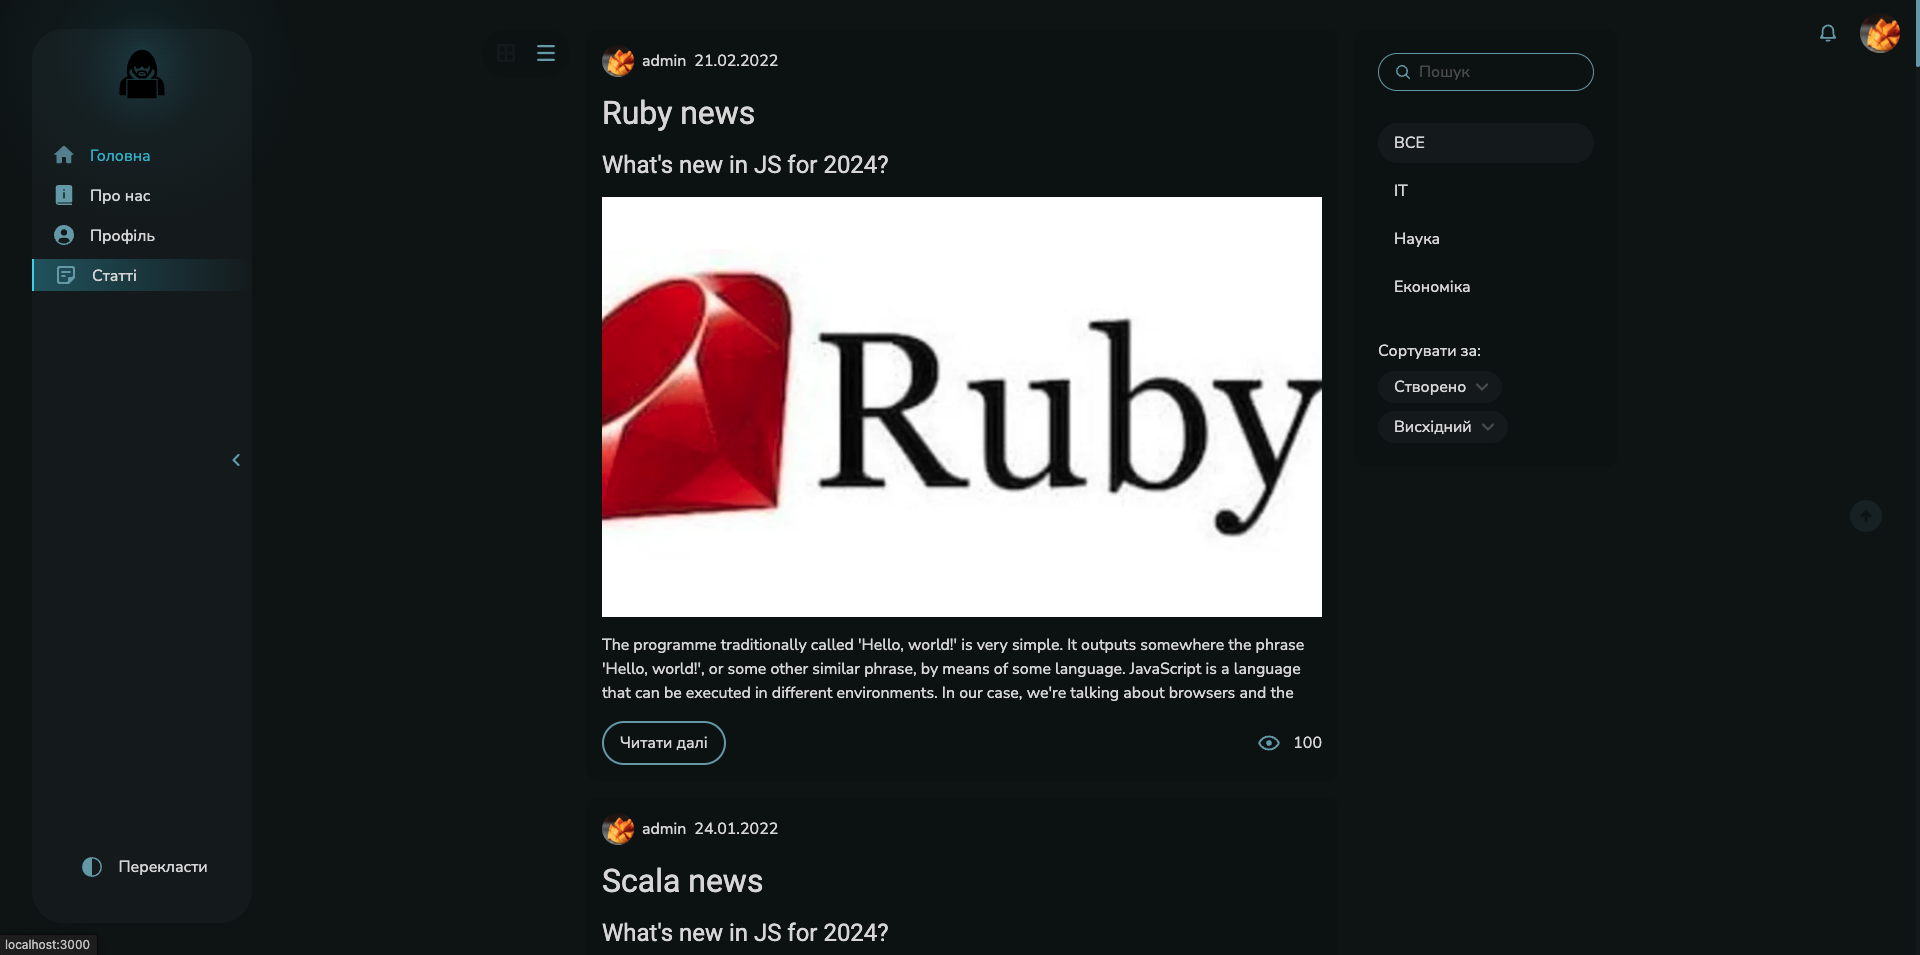 Головна
Про нас
Профіль
Статті
Перекласти
admin 21.02.2022
Ruby news
What's new in JS for 2024?
Ruby
The programme traditionally called 'Hello, world!' is very simple. It outputs somewhere the phrase
'Hello, world!', or some other similar phrase, by means of some language. JavaScript is a language
that can be executed in different environments. In our case, we're talking about browsers and the
Читати далі
100
admin 24.01.2022
Scala news
What's new in JS for 2024?
Пошук
ВСЕ
IT
Наука
Економіка
Сортувати за:
Створено
Висхідний
localhost:3000